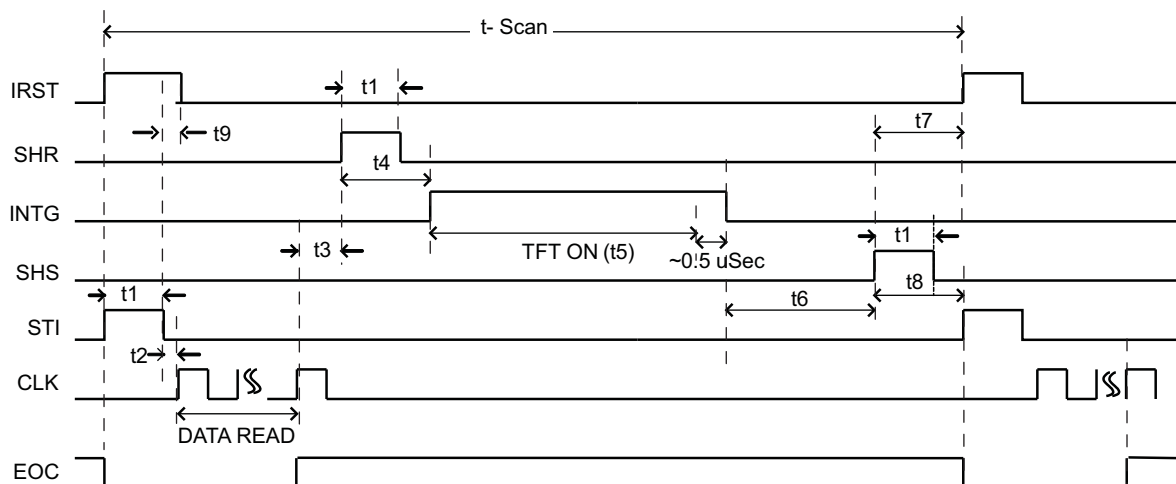 t- Scan
IRST
t1
t9
t7
SHR
t4
INTG
t3
TFT ON (t5)
t1
~0.5 uSec
SHS
t1
t6
t8
STI
t2
CLK
DATA READ
EOC